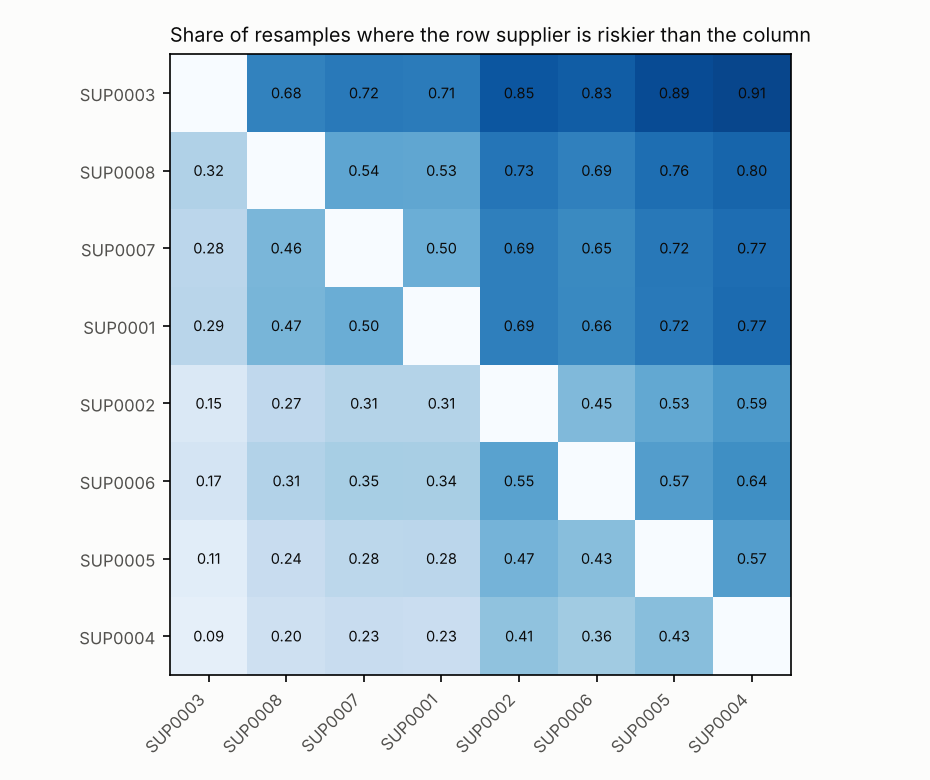 Share of resamples where the row supplier is riskier than the column
SUP0003 0.68 0.72 0.71 0.85 0.83 0.89 0.91
SUP0008 0.32 0.54 0.53 0.73 0.69 0.76 0.80
SUP0007 0.28 0.46 0.50 0.69 0.65 0.72 0.77
SUP0001 0.29 0.47 0.50 0.69 0.66 0.72 0.77
SUP0002 0.15 0.27 0.31 0.31 0.45 0.53 0.59
SUP0006 0.17 0.31 0.35 0.34 0.55 0.57 0.64
SUP0005 0.11 0.24 0.28 0.28 0.47 0.43 0.57
SUP0004 0.09 0.20 0.23 0.23 0.41 0.36 0.43
SUP0003 SUP0008 SUP0007 SUP0001 SUP0002 SUP0006 SUP0005 SUP0004